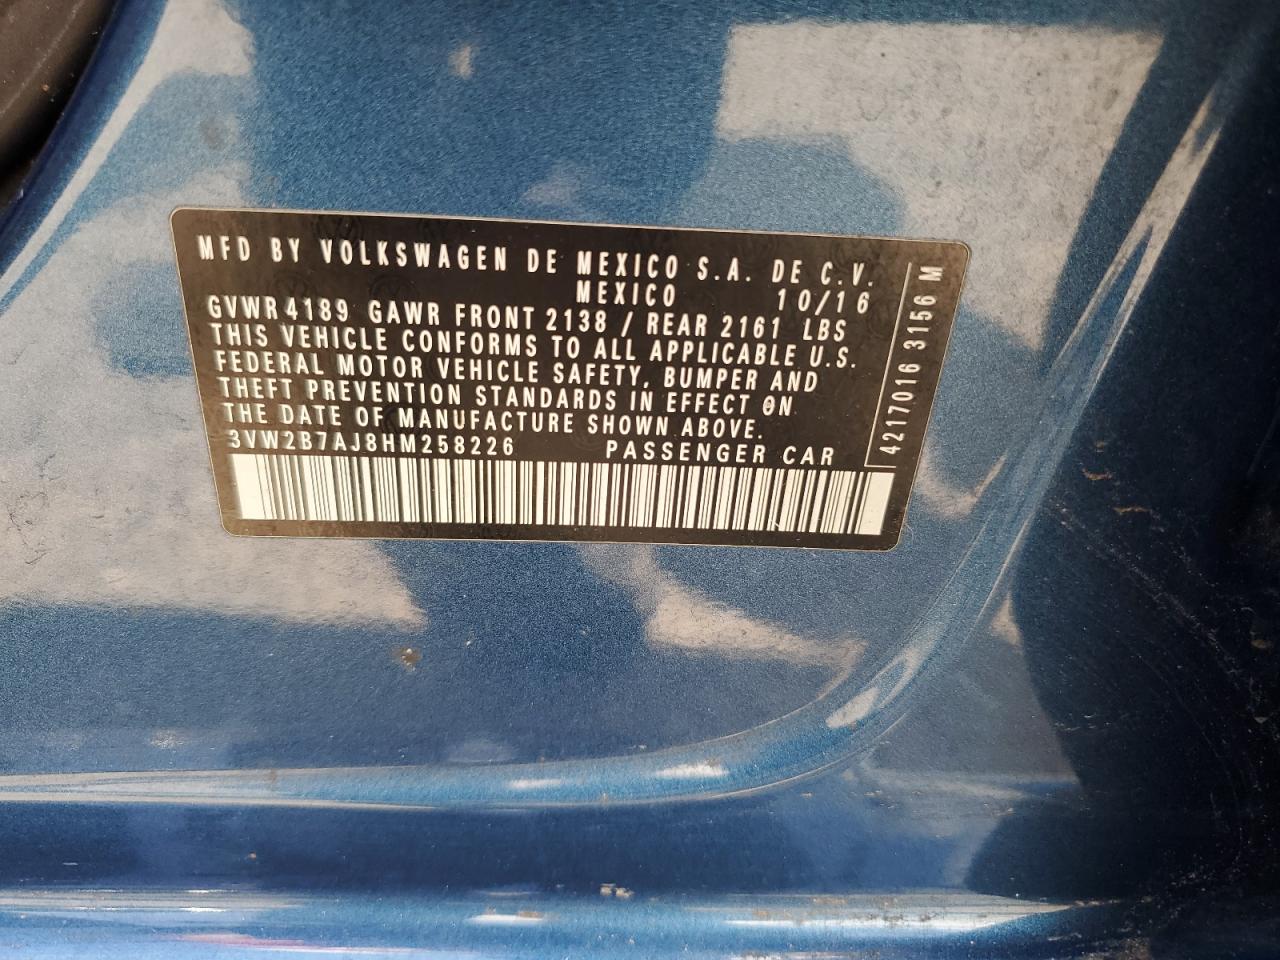 MFD BY VOLKSWAGEN DE MEXICO S.A. DE C.V.
MEXICO 10/16
GVWR 4189 GAWR FRONT 2138 / REAR 2161 LBS
THIS VEHICLE CONFORMS TO ALL APPLICABLE U.S.
FEDERAL MOTOR VEHICLE SAFETY, BUMPER AND
THEFT PREVENTION STANDARDS IN EFFECT ON
THE DATE OF MANUFACTURE SHOWN ABOVE.
3VW2B7AJ8HM258226 PASSENGER CAR
4217016 3156 M